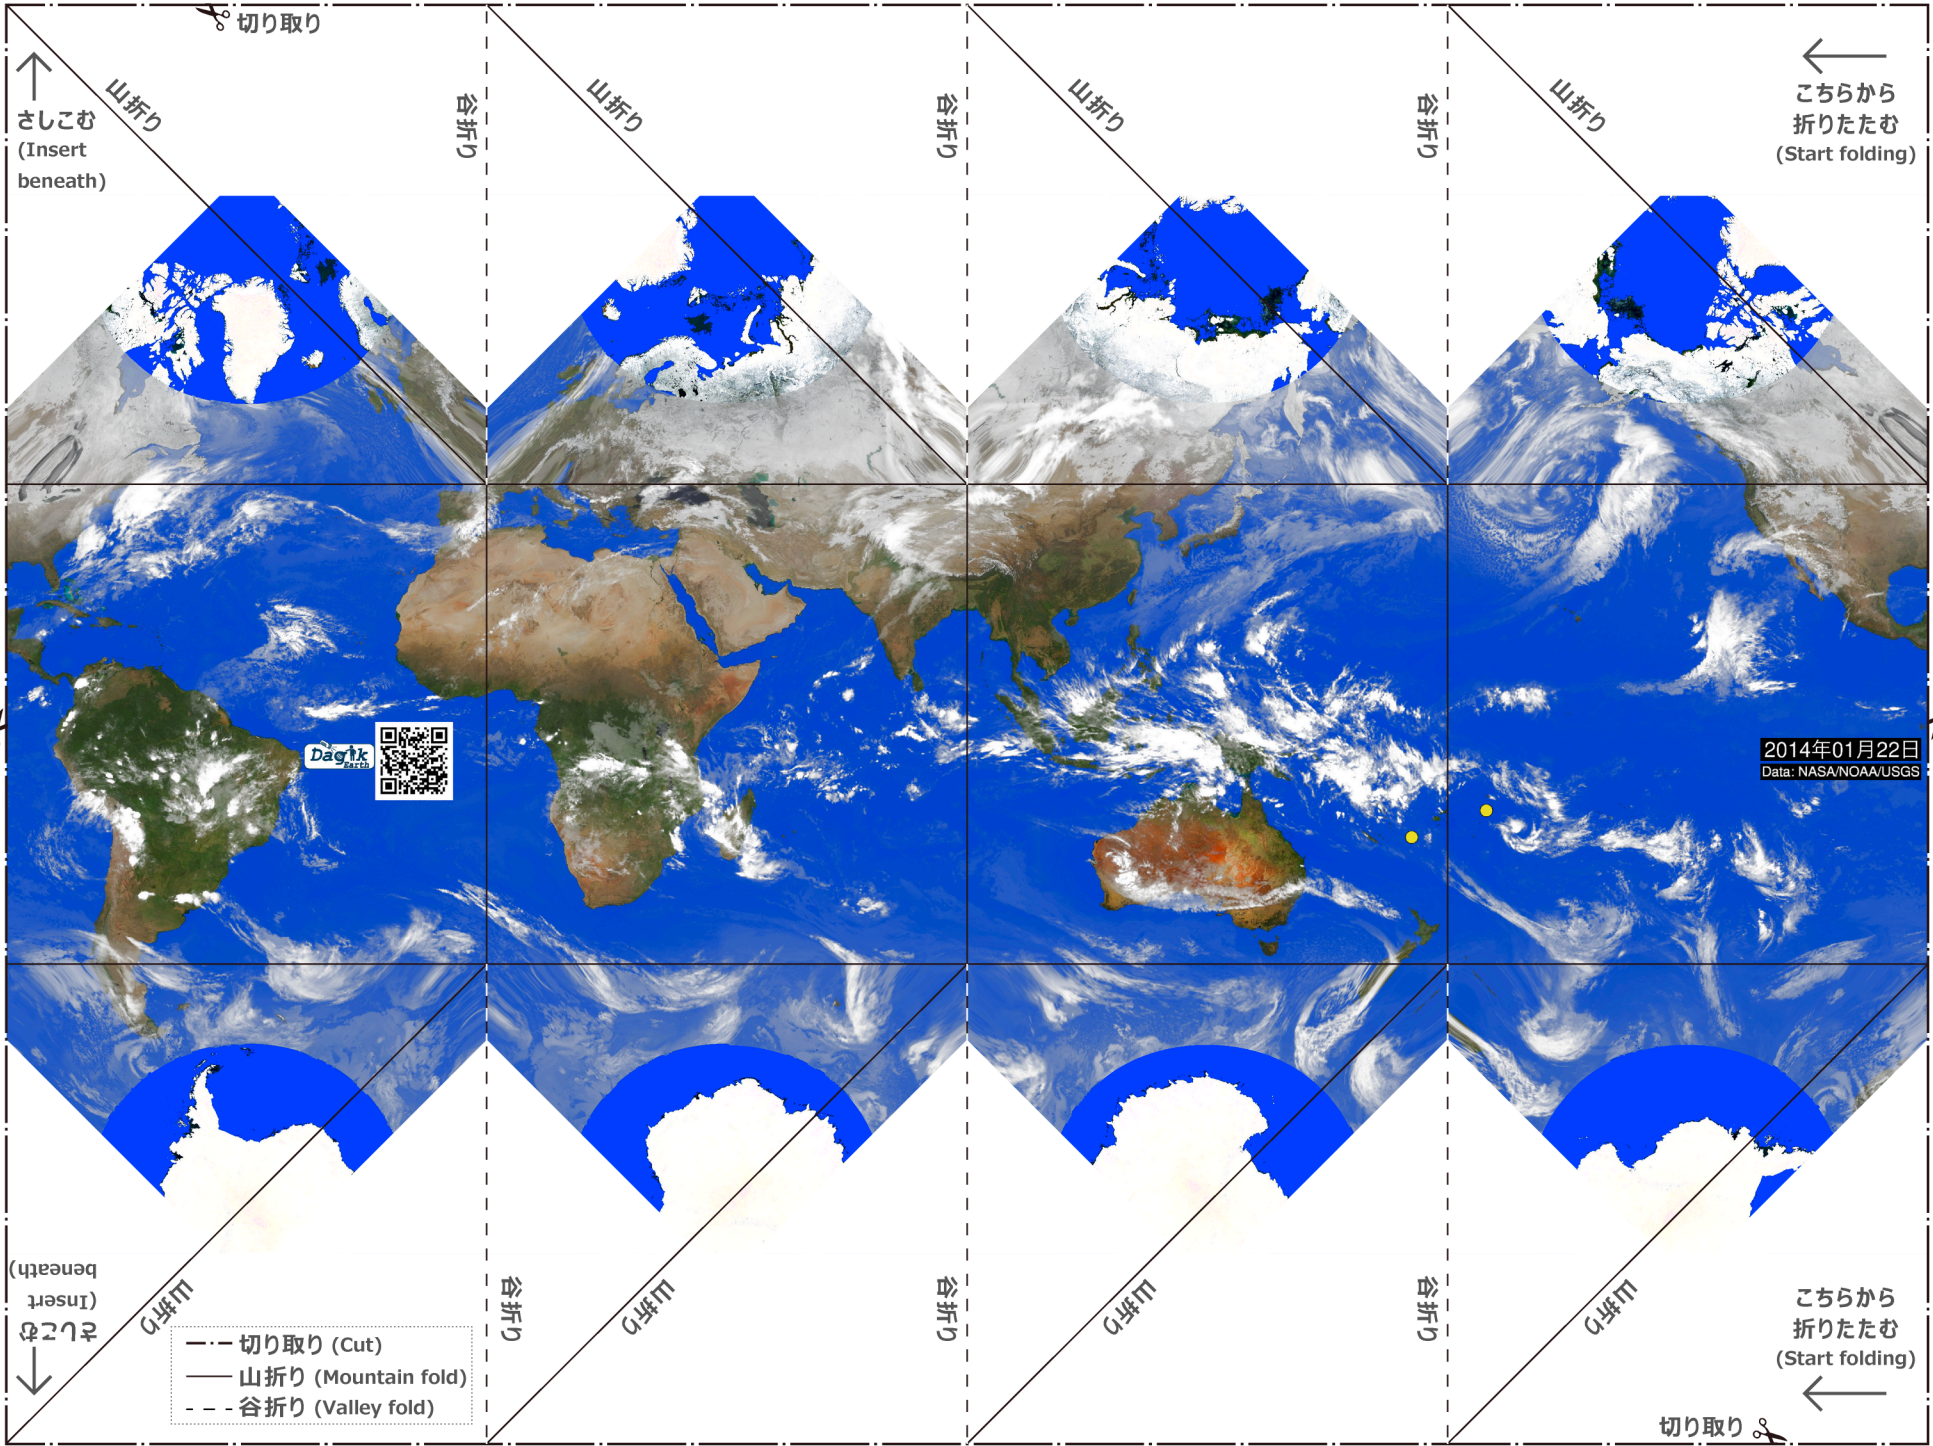 切り取り
山折り
谷折り
山折り
谷折り
山折り
谷折り
山折り
さしこむ
(Insert
beneath)
こちらから
折りたたむ
(Start folding)
Dagik
Earth
2014年01月22日
Data: NASA/NOAA/USGS
さしこむ
(Insert
beneath)
山折り
谷折り
山折り
谷折り
山折り
谷折り
山折り
切り取り (Cut)
山折り (Mountain fold)
谷折り (Valley fold)
こちらから
折りたたむ
(Start folding)
切り取り